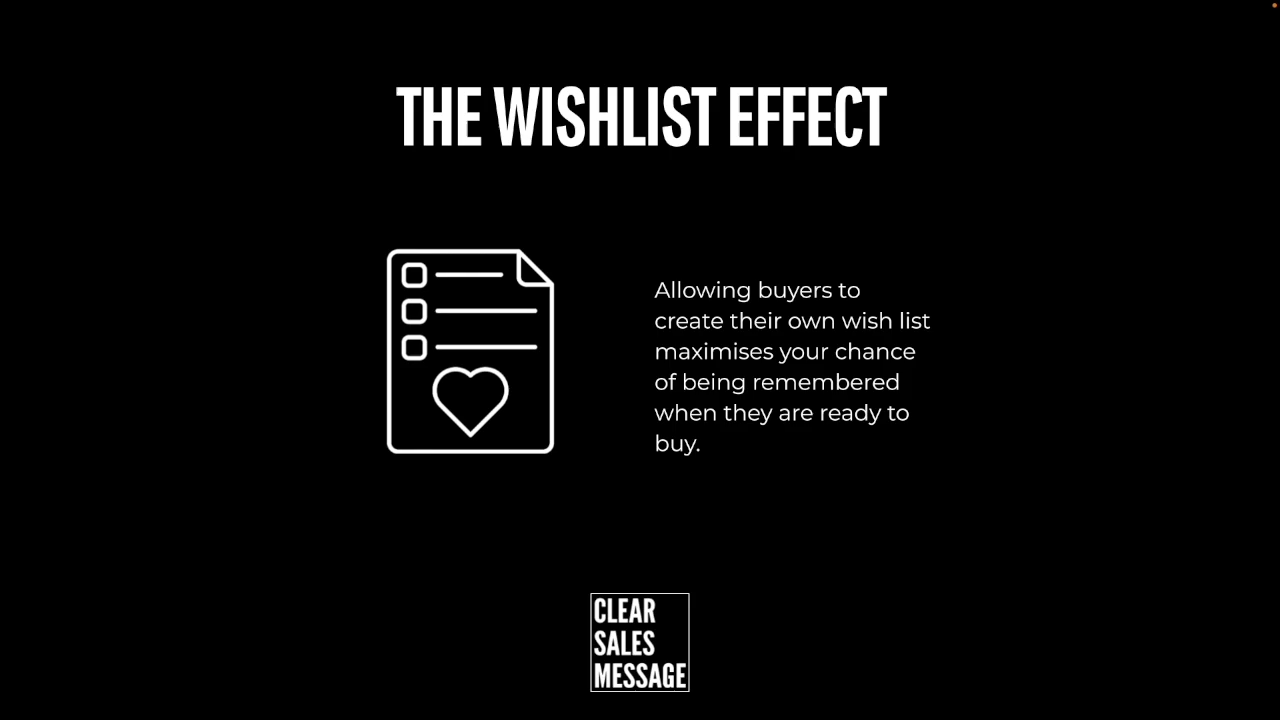 THE WISHLIST EFFECT
Allowing buyers to
create their own wish list
maximises your chance
of being remembered
when they are ready to
buy.
CLEAR
SALES
MESSAGE